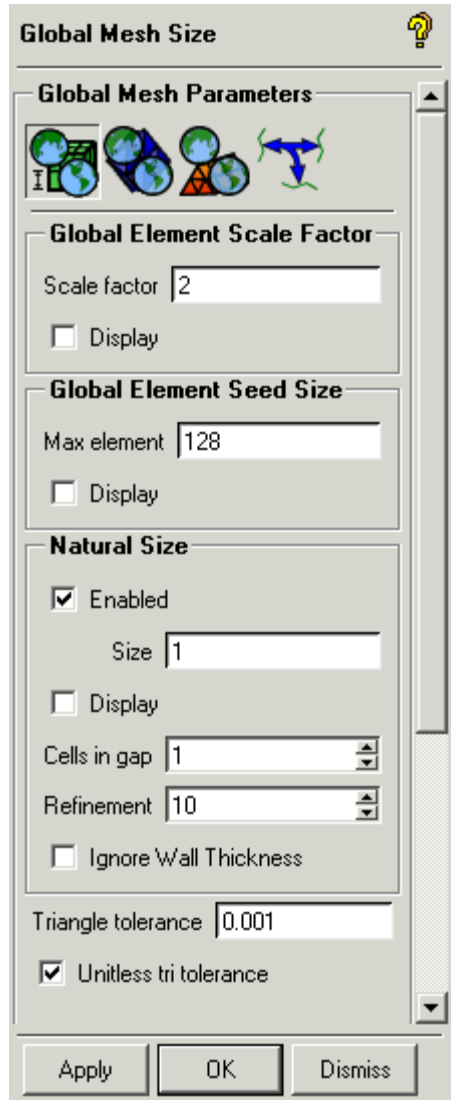 Global Mesh Size
Global Mesh Parameters
Global Element Scale Factor
Scale factor 2
Display
Global Element Seed Size
Max element 128
Display
Natural Size
Enabled
Size 1
Display
Cells in gap 1
Refinement 10
Ignore Wall Thickness
Triangle tolerance 0.001
Unitless tri tolerance
Apply OK Dismiss